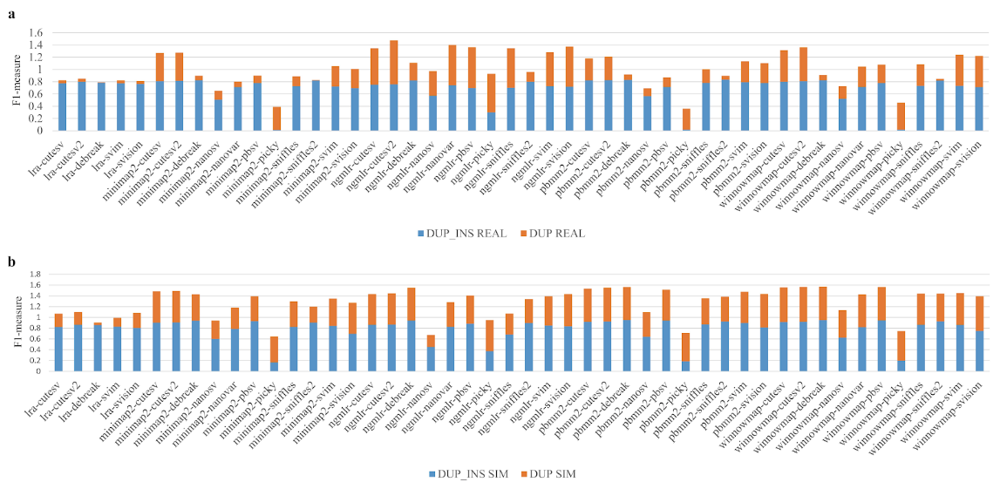 a
F1-measure
1.6
1.4
1.2
1
0.8
0.6
0.4
0.2
0
lra-cutesv
lra-cutesv2
lra-debreak
lra-svim
lra-svision
minimap2-cutesv
minimap2-cutesv2
minimap2-debreak
minimap2-nanosv
minimap2-nanovar
minimap2-pbsv
minimap2-picky
minimap2-sniffles
minimap2-sniffles2
minimap2-svim
minimap2-svision
ngmlr-cutesv
ngmlr-cutesv2
ngmlr-debreak
ngmlr-nanosv
ngmlr-nanovar
ngmlr-pbsv
ngmlr-picky
ngmlr-sniffles
ngmlr-sniffles2
ngmlr-svim
ngmlr-svision
pbmm2-cutesv
pbmm2-cutesv2
pbmm2-debreak
pbmm2-nanosv
pbmm2-pbsv
pbmm2-picky
pbmm2-sniffles
pbmm2-sniffles2
pbmm2-svim
pbmm2-svision
winnowmap-cutesv
winnowmap-cutesv2
winnowmap-debreak
winnowmap-nanosv
winnowmap-nanovar
winnowmap-pbsv
winnowmap-picky
winnowmap-sniffles
winnowmap-sniffles2
winnowmap-svim
winnowmap-svision
DUP_INS REAL DUP REAL
b
F1-measure
1.8
1.6
1.4
1.2
1
0.8
0.6
0.4
0.2
0
lra-cutesv
lra-cutesv2
lra-debreak
lra-svim
lra-svision
minimap2-cutesv
minimap2-cutesv2
minimap2-debreak
minimap2-nanosv
minimap2-nanovar
minimap2-pbsv
minimap2-picky
minimap2-sniffles
minimap2-sniffles2
minimap2-svim
minimap2-svision
ngmlr-cutesv
ngmlr-cutesv2
ngmlr-debreak
ngmlr-nanosv
ngmlr-nanovar
ngmlr-pbsv
ngmlr-picky
ngmlr-sniffles
ngmlr-sniffles2
ngmlr-svim
ngmlr-svision
pbmm2-cutesv
pbmm2-cutesv2
pbmm2-debreak
pbmm2-nanosv
pbmm2-pbsv
pbmm2-picky
pbmm2-sniffles
pbmm2-sniffles2
pbmm2-svim
pbmm2-svision
winnowmap-cutesv
winnowmap-cutesv2
winnowmap-debreak
winnowmap-nanosv
winnowmap-nanovar
winnowmap-pbsv
winnowmap-picky
winnowmap-sniffles
winnowmap-sniffles2
winnowmap-svim
winnowmap-svision
DUP_INS SIM DUP SIM